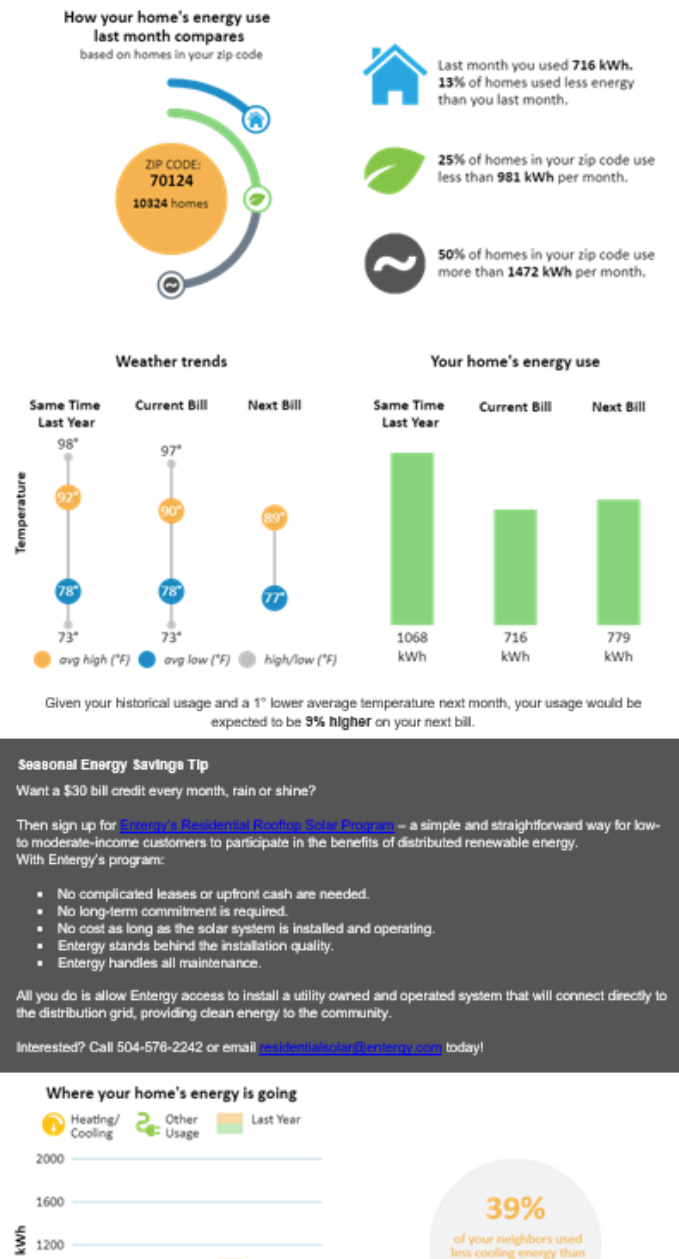 How your home's energy use
last month compares
based on homes in your zip code
ZIP CODE:
70124
10324 homes
Last month you used 716 kWh.
13% of homes used less energy
than you last month.
25% of homes in your zip code use
less than 981 kWh per month.
50% of homes in your zip code use
more than 1472 kWh per month.
Weather trends
Same Time
Last Year
Current Bill
Next Bill
Temperature
98°
92°
78°
73°
97°
90°
78°
73°
89°
77°
avg high (°F)
avg low (°F)
high/low (°F)
Your home's energy use
Same Time
Last Year
Current Bill
Next Bill
1068
kWh
716
kWh
779
kWh
Given your historical usage and a 1° lower average temperature next month, your usage would be
expected to be 9% higher on your next bill.
Seasonal Energy Savings Tip
Want a $30 bill credit every month, rain or shine?
Then sign up for Entergy's Residential Rooftop Solar Program – a simple and straightforward way for low-
to moderate-income customers to participate in the benefits of distributed renewable energy.
With Entergy's program:
▪ No complicated leases or upfront cash are needed.
▪ No long-term commitment is required.
▪ No cost as long as the solar system is installed and operating.
▪ Entergy stands behind the installation quality.
▪ Entergy handles all maintenance.
All you do is allow Entergy access to install a utility owned and operated system that will connect directly to
the distribution grid, providing clean energy to the community.
Interested? Call 504-576-2242 or email residentialsolar@entergy.com today!
Where your home's energy is going
Heating/
Cooling
Other
Usage
Last Year
2000
1600
1200
kWh
39%
of your neighbors used
less cooling energy than